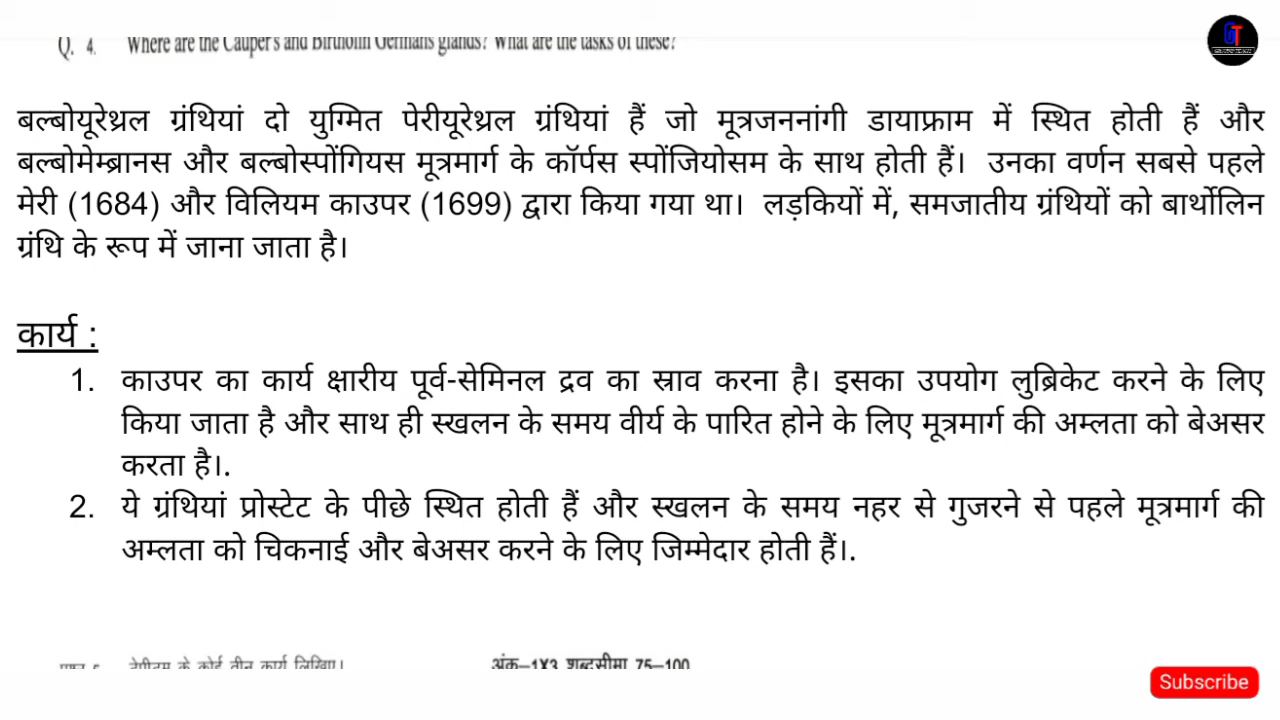 Q. 4. Where are the Cauper's and Birtholin Germans glands? What are the tasks of these?
GT
बल्बोयूरेथ्रल ग्रंथियां दो युग्मित पेरीयूरेथ्रल ग्रंथियां हैं जो मूत्रजननांगी डायाफ्राम में स्थित होती हैं और
बल्बोमेम्ब्रानस और बल्बोस्पोंगियस मूत्रमार्ग के कॉर्पस स्पोंजियोसम के साथ होती हैं। उनका वर्णन सबसे पहले
मेरी (1684) और विलियम काउपर (1699) द्वारा किया गया था। लड़कियों में, समजातीय ग्रंथियों को बार्थोलिन
ग्रंथि के रूप में जाना जाता है।
कार्य :
1. काउपर का कार्य क्षारीय पूर्व-सेमिनल द्रव का स्राव करना है। इसका उपयोग लुब्रिकेट करने के लिए
किया जाता है और साथ ही स्खलन के समय वीर्य के पारित होने के लिए मूत्रमार्ग की अम्लता को बेअसर
करता है।.
2. ये ग्रंथियां प्रोस्टेट के पीछे स्थित होती हैं और स्खलन के समय नहर से गुजरने से पहले मूत्रमार्ग की
अम्लता को चिकनाई और बेअसर करने के लिए जिम्मेदार होती हैं।.
के कोई तीन कार्य लिखिए। अंक–1X3 शब्दसीमा 75–100
Subscribe